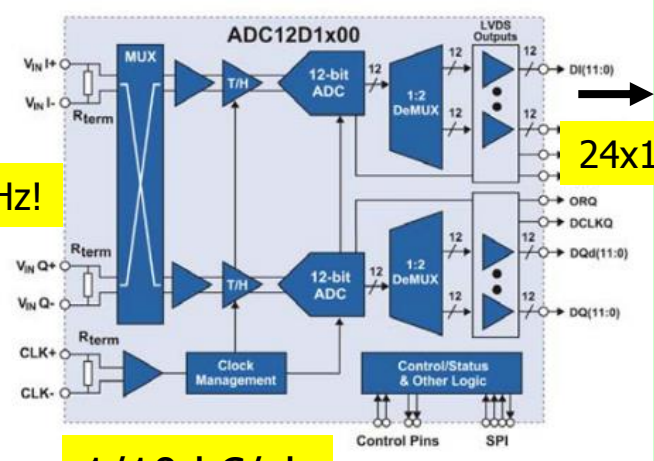 ADC12D1x00
LVDS
Outputs
MUX
VIN I+
VIN I-
Rterm
T/H
12-bit
ADC
12
1:2
DeMUX
12
12
12
12
DI(11:0)
24x1
Hz!
ORQ
DCLKQ
Rterm
VIN Q+
VIN Q-
T/H
12-bit
ADC
12
1:2
DeMUX
12
12
12
12
DQd(11:0)
DQ(11:0)
Rterm
CLK+
CLK-
Clock
Management
Control/Status
& Other Logic
Control Pins
SPI